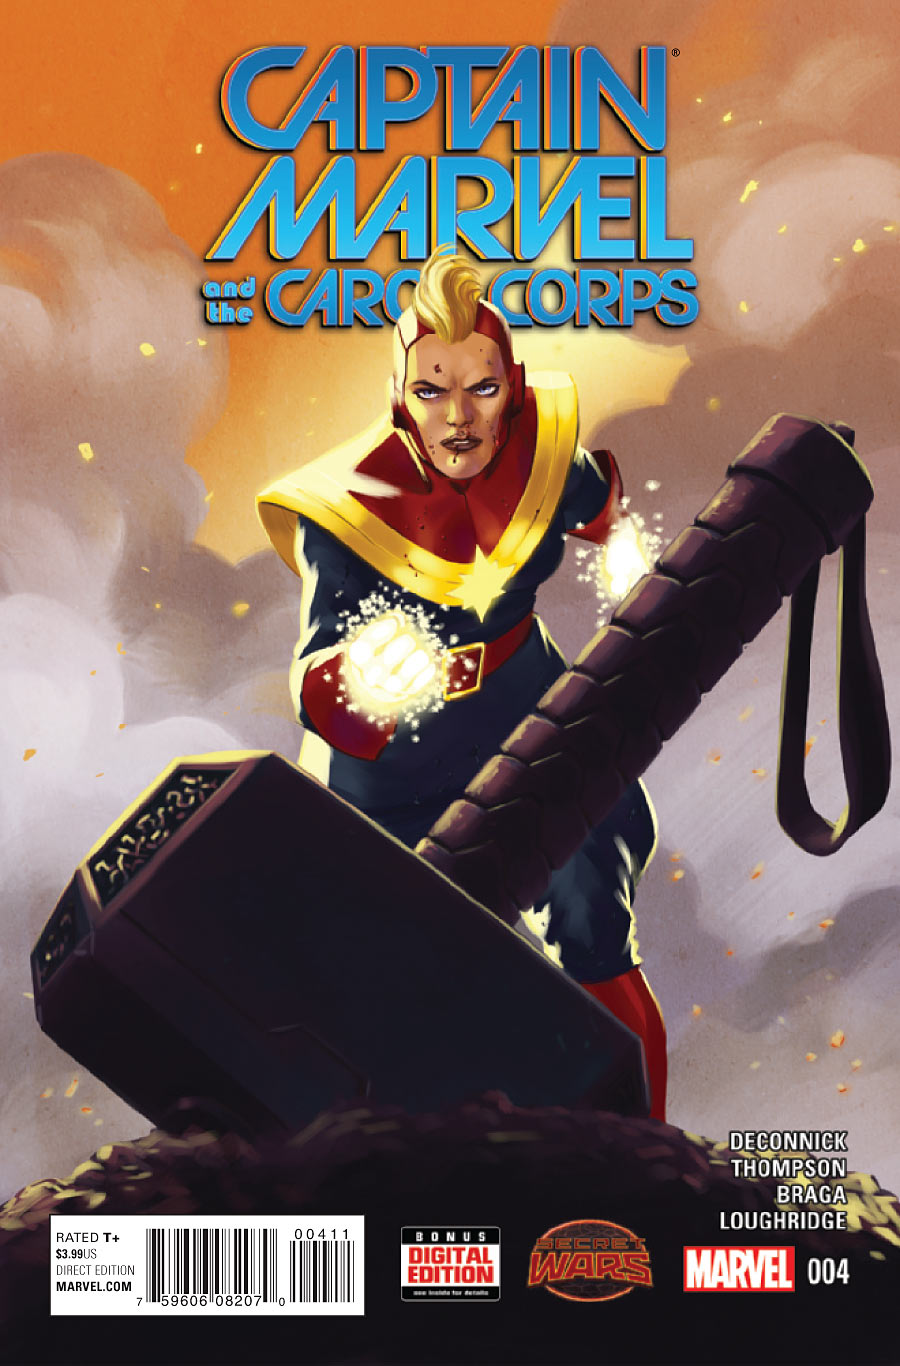 CAPTAIN
MARVEL
and the CAROL CORPS
®
DECONNICK
THOMPSON
BRAGA
LOUGHRIDGE
RATED T+
$3.99US
DIRECT EDITION
MARVEL.COM
00411
7 59606 08207 0
BONUS
DIGITAL
EDITION
see inside for details
SECRET
WARS
MARVEL 004